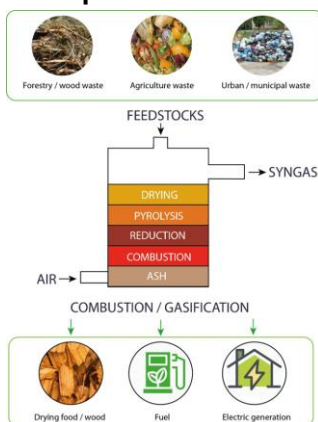 Forestry / wood waste
Agriculture waste
Urban / municipal waste
FEEDSTOCKS
SYNGAS
DRYING
PYROLYSIS
REDUCTION
COMBUSTION
ASH
AIR
COMBUSTION / GASIFICATION
Drying food / wood
Fuel
Electric generation